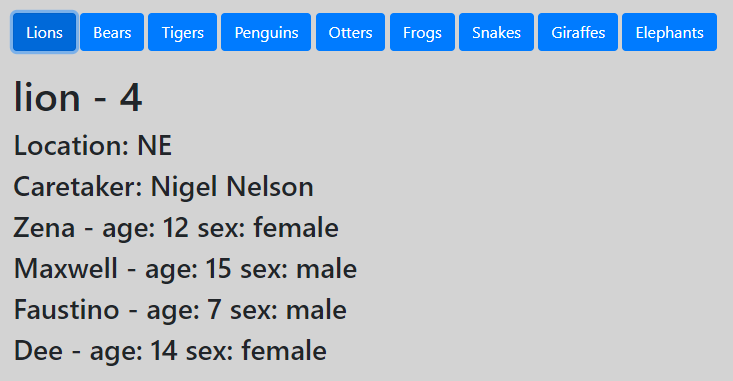 Lions Bears Tigers Penguins Otters Frogs Snakes Giraffes Elephants
lion - 4
Location: NE
Caretaker: Nigel Nelson
Zena - age: 12 sex: female
Maxwell - age: 15 sex: male
Faustino - age: 7 sex: male
Dee - age: 14 sex: female